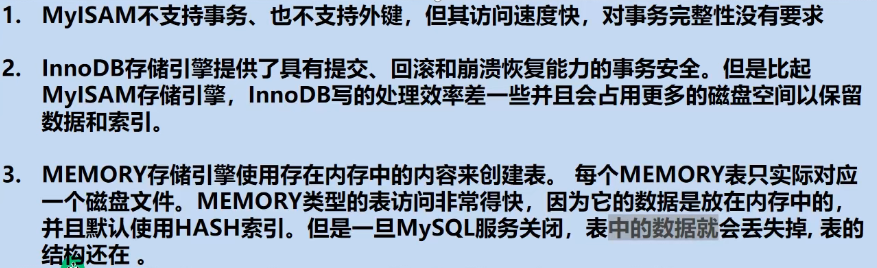 1. MyISAM不支持事务、也不支持外键，但其访问速度快，对事务完整性没有要求
2. InnoDB存储引擎提供了具有提交、回滚和崩溃恢复能力的事务安全。但是比起
MyISAM存储引擎，InnoDB写的处理效率差一些并且会占用更多的磁盘空间以保留
数据和索引。
3. MEMORY存储引擎使用存在内存中的内容来创建表。 每个MEMORY表只实际对应
一个磁盘文件。MEMORY类型的表访问非常得快，因为它的数据是放在内存中的，
并且默认使用HASH索引。但是一旦MySQL服务关闭，表中的数据就会丢失掉, 表的
结构还在 。